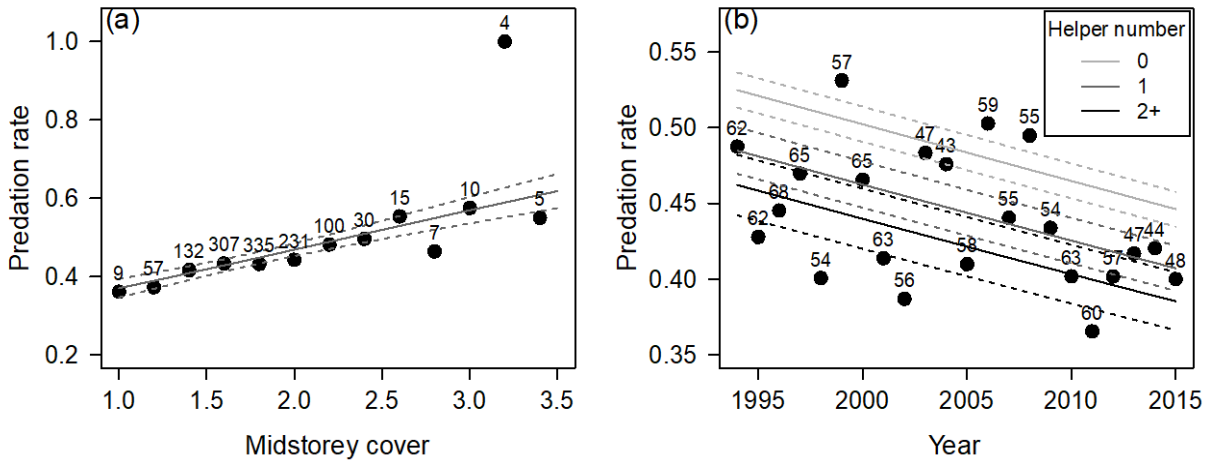 (a)
Predation rate
1.0
0.8
0.6
0.4
0.2
9 57 132 307 335 231 100 30 15 7 10 4 5
1.0 1.5 2.0 2.5 3.0 3.5
Midstorey cover
(b)
Predation rate
0.55
0.50
0.45
0.40
0.35
Helper number
0
1
2+
62 62 68 65 54 57 65 63 56 47 43 58 59 55 55 54 63 60 57 47 44 48
1995 2000 2005 2010 2015
Year